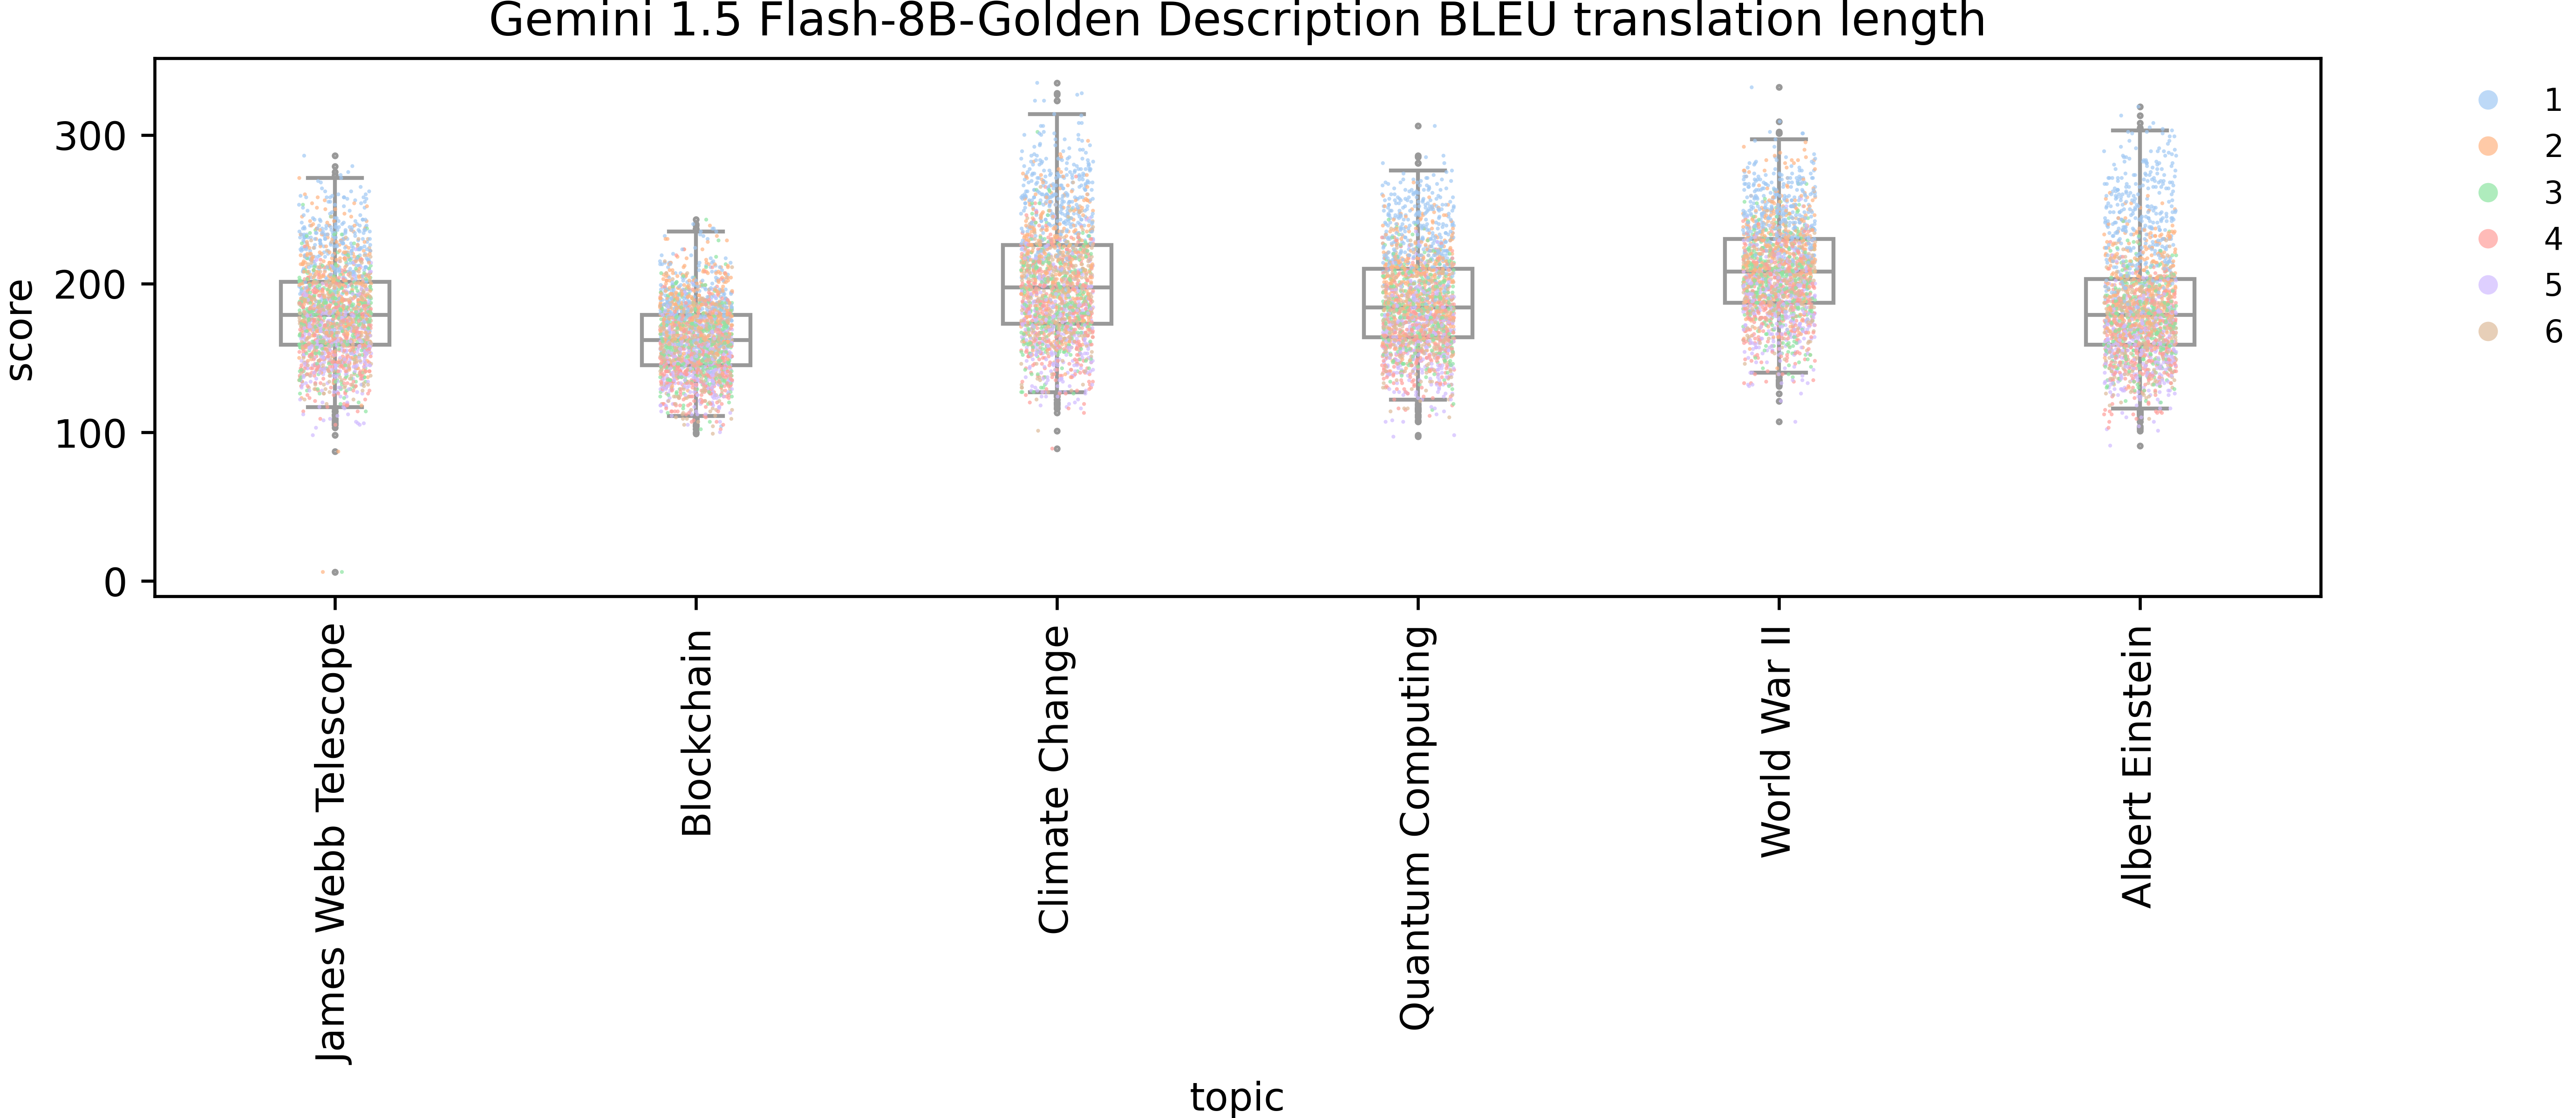 Gemini 1.5 Flash-8B-Golden Description BLEU translation length
score
300
200
100
0
James Webb Telescope
Blockchain
Climate Change
Quantum Computing
World War II
Albert Einstein
topic
1
2
3
4
5
6